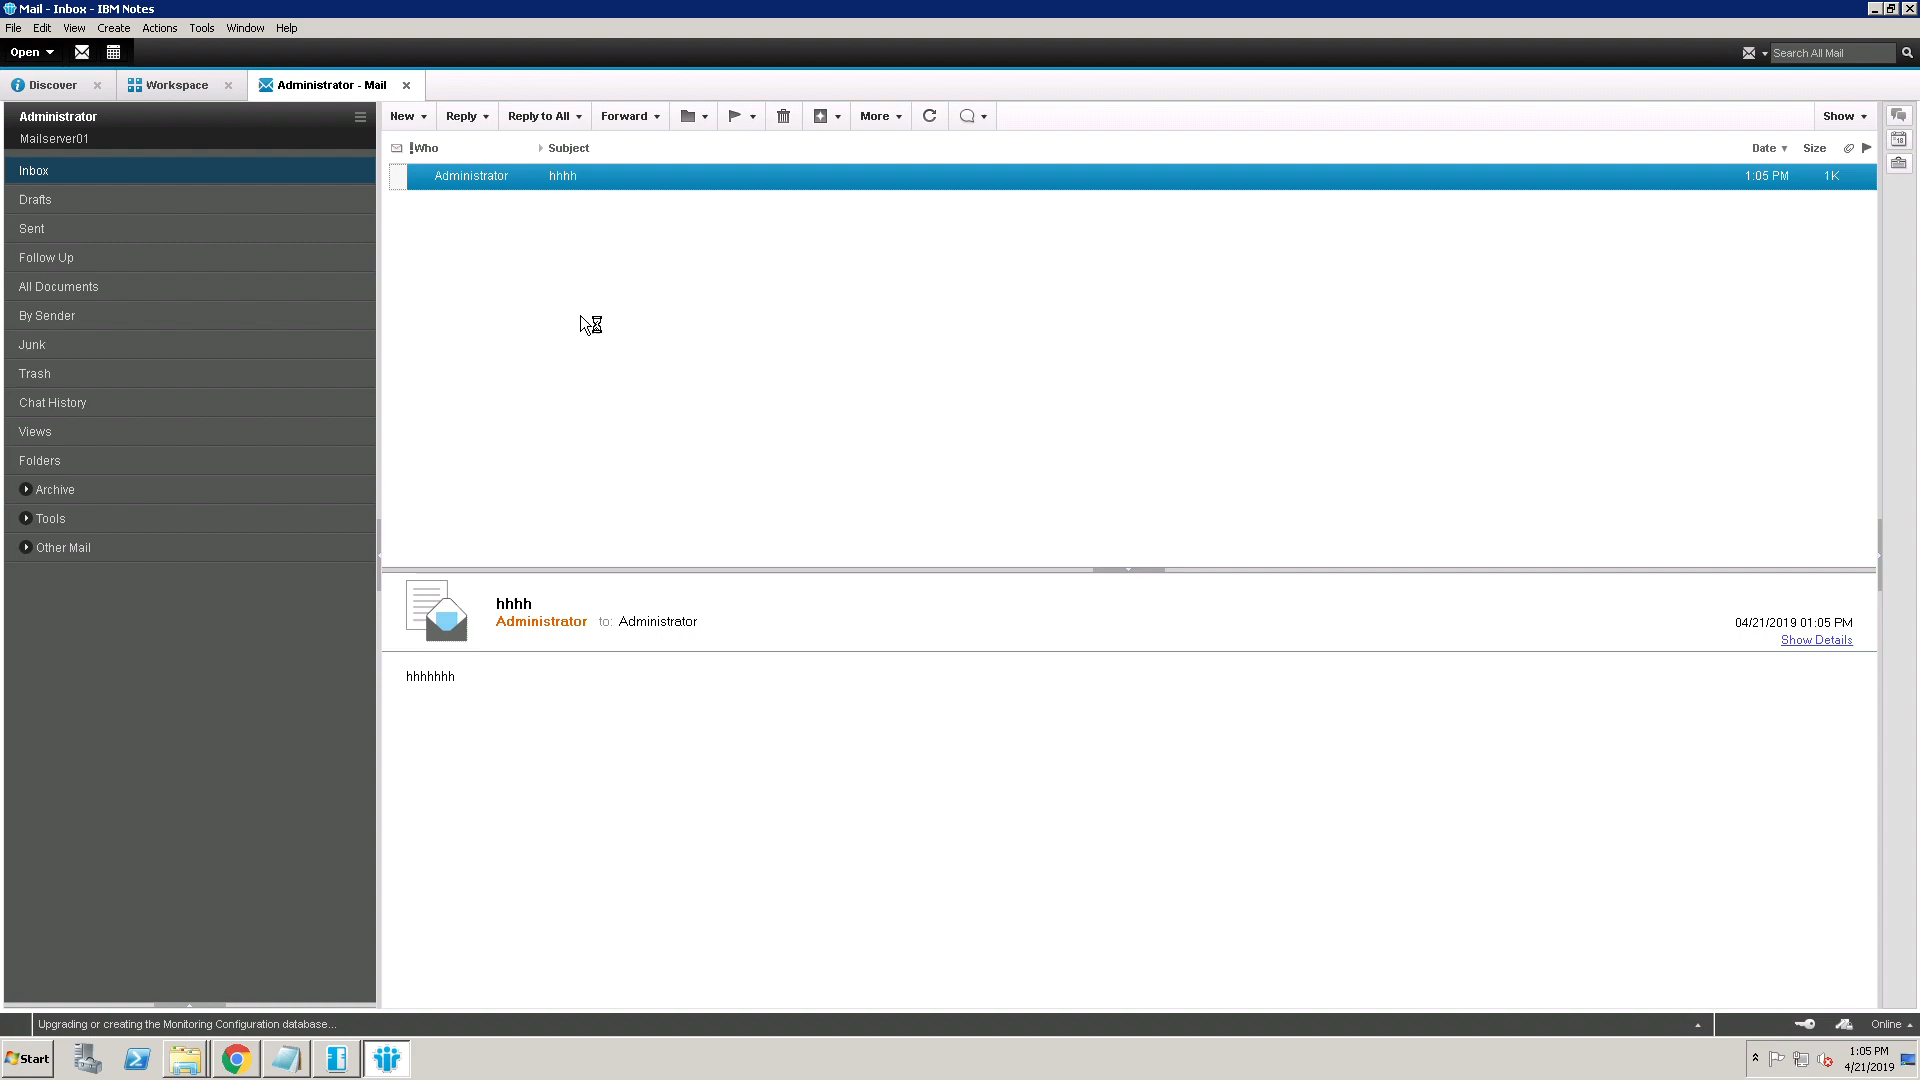 Mail - Inbox - IBM Notes
File Edit View Create Actions Tools Window Help
Open
Search All Mail
Discover
Workspace
Administrator - Mail
Administrator
Mailserver01
Inbox
Drafts
Sent
Follow Up
All Documents
By Sender
Junk
Trash
Chat History
Views
Folders
Archive
Tools
Other Mail
New Reply Reply to All Forward More Show
! Who Subject Date Size
Administrator hhhh 1:05 PM 1K
hhhh
Administrator to: Administrator
04/21/2019 01:05 PM
Show Details
hhhhhhh
Upgrading or creating the Monitoring Configuration database...
Online
Start
1:05 PM
4/21/2019